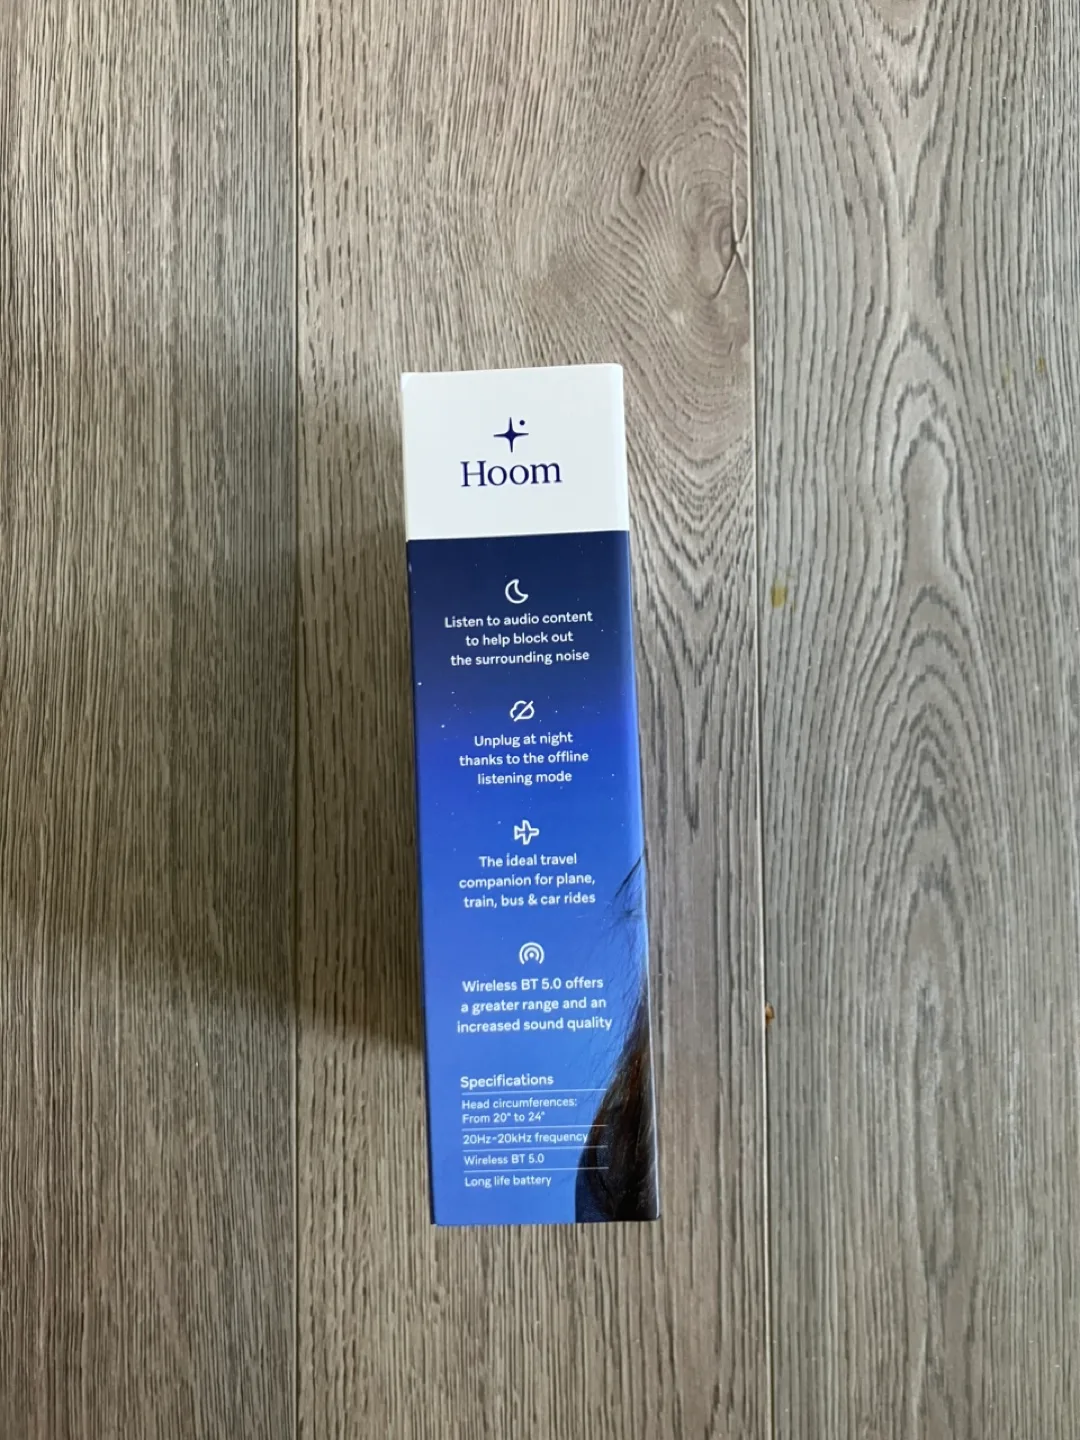 Hoom
Listen to audio content
to help block out
the surrounding noise
Unplug at night
thanks to the offline
listening mode
The ideal travel
companion for plane,
train, bus & car rides
Wireless BT 5.0 offers
a greater range and an
increased sound quality
Specifications
Head circumferences:
From 20" to 24"
20Hz-20kHz frequency
Wireless BT 5.0
Long life battery